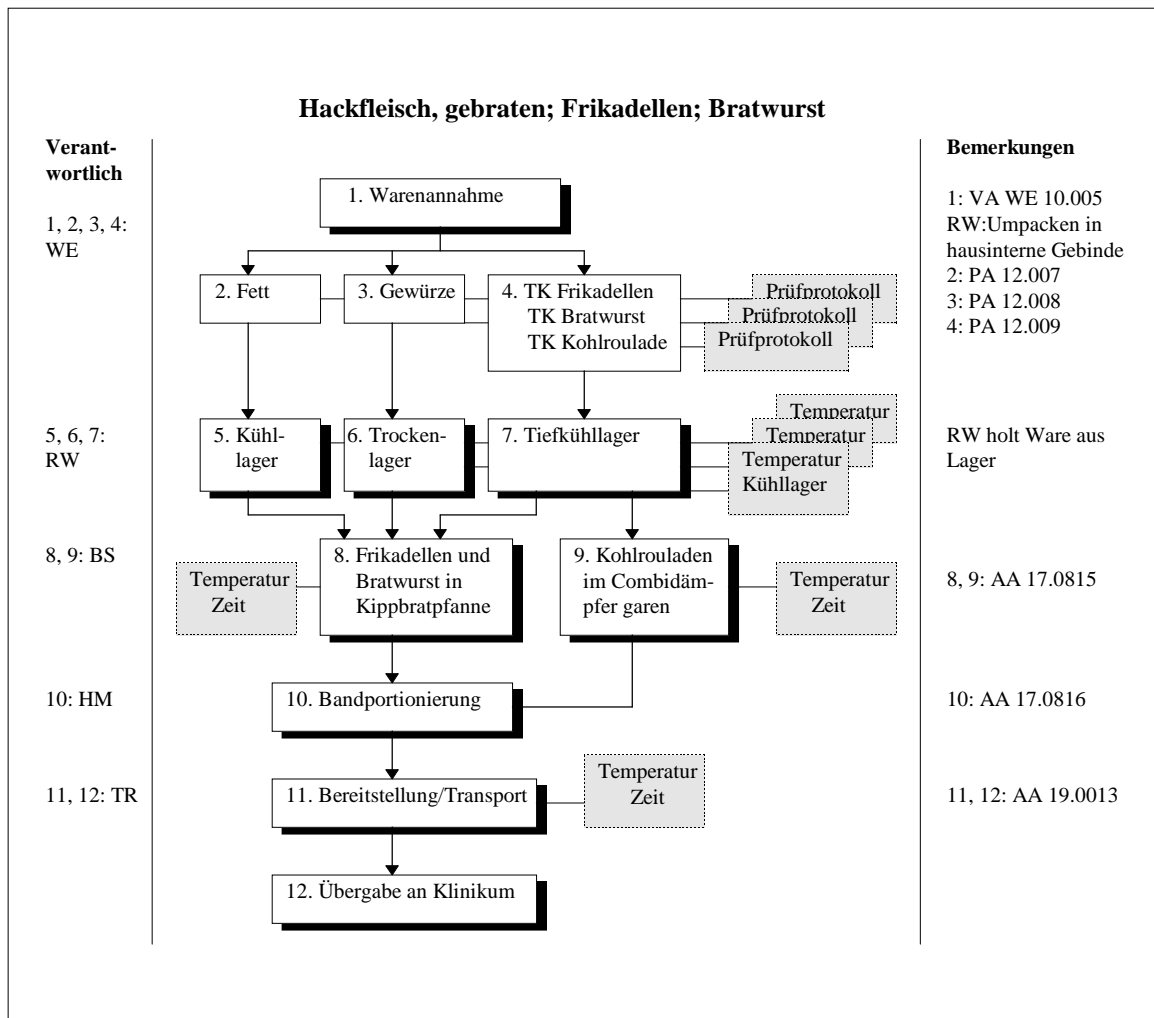 Hackfleisch, gebraten; Frikadellen; Bratwurst
Verant-
wortlich
Bemerkungen
1. Warenannahme
1, 2, 3, 4:
WE
1: VA WE 10.005
RW:Umpacken in
hausinterne Gebinde
2: PA 12.007
3: PA 12.008
4: PA 12.009
2. Fett
3. Gewürze
4. TK Frikadellen
TK Bratwurst
TK Kohlroulade
Prüfprotokoll
Prüfprotokoll
Prüfprotokoll
5, 6, 7:
RW
5. Kühl-
lager
6. Trocken-
lager
7. Tiefkühllager
Temperatur
Temperatur
Temperatur
Kühllager
RW holt Ware aus
Lager
8, 9: BS
Temperatur
Zeit
8. Frikadellen und
Bratwurst in
Kippbratpfanne
9. Kohlrouladen
im Combidäm-
pfer garen
Temperatur
Zeit
8, 9: AA 17.0815
10: HM
10. Bandportionierung
10: AA 17.0816
11, 12: TR
11. Bereitstellung/Transport
Temperatur
Zeit
11, 12: AA 19.0013
12. Übergabe an Klinikum